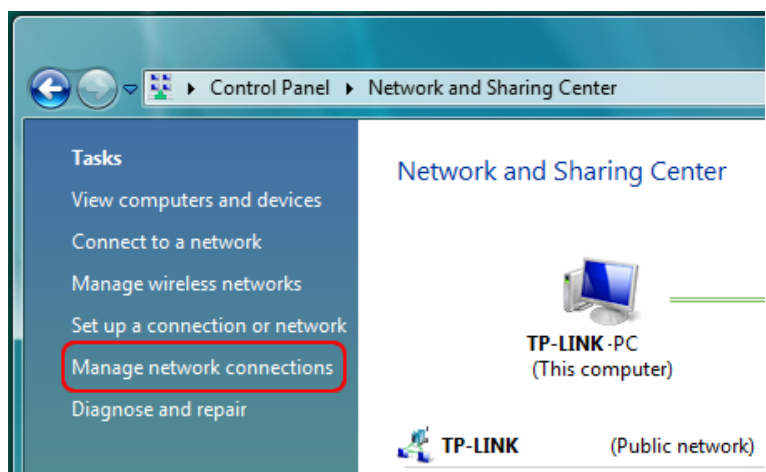 Control Panel Network and Sharing Center
Tasks
View computers and devices
Connect to a network
Manage wireless networks
Set up a connection or network
Manage network connections
Diagnose and repair
Network and Sharing Center
TP-LINK -PC
(This computer)
TP-LINK (Public network)